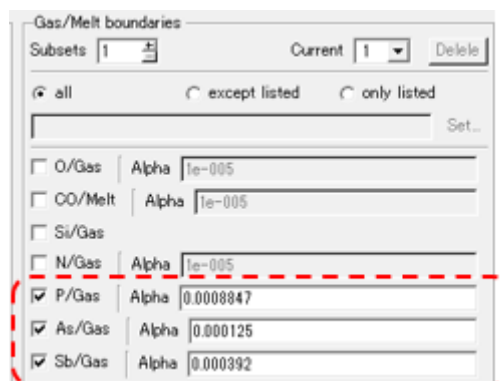 Gas/Melt boundaries
Subsets 1 Current 1 Delele
all except listed only listed
Set...
O/Gas Alpha 1e-005
CO/Melt Alpha 1e-005
Si/Gas
N/Gas Alpha 1e-005
P/Gas Alpha 0.0008847
As/Gas Alpha 0.000125
Sb/Gas Alpha 0.000392